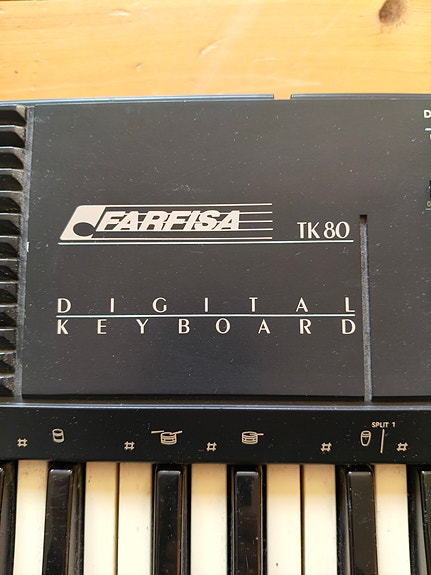 FARFISA TK 80
DIGITAL
KEYBOARD
SPLIT 1
# # # # #